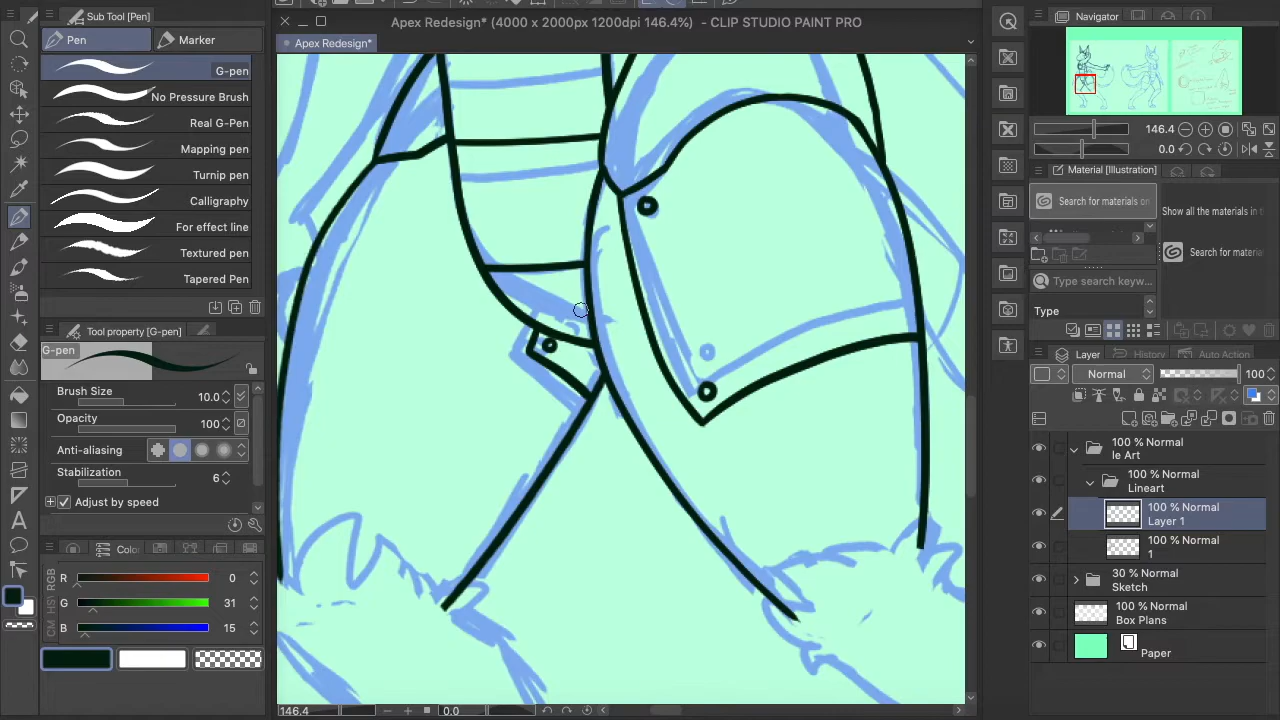 Sub Tool [Pen]
Apex Redesign* (4000 x 2000px 1200dpi 146.4%) - CLIP STUDIO PAINT PRO
Navigator
Pen
Marker
Apex Redesign*
G-pen
No Pressure Brush
Real G-Pen
Mapping pen
Turnip pen
Calligraphy
For effect line
Textured pen
Tapered Pen
146.4
0.0
Material [Illustration]
Search for materials on
Show all the materials in t
Search for materia
Type search keyw...
Type
Tool property [G-pen]
G-pen
Brush Size
10.0
Opacity
100
Anti-aliasing
Stabilization
6
Adjust by speed
Layer
History
Auto Action
Normal
100
100 % Normal
le Art
100 % Normal
Lineart
100 % Normal
Layer 1
100 % Normal
1
30 % Normal
Sketch
100 % Normal
Box Plans
Paper
Colo
RGB
HS
CM
R
0
G
31
B
15
146.4
0.0